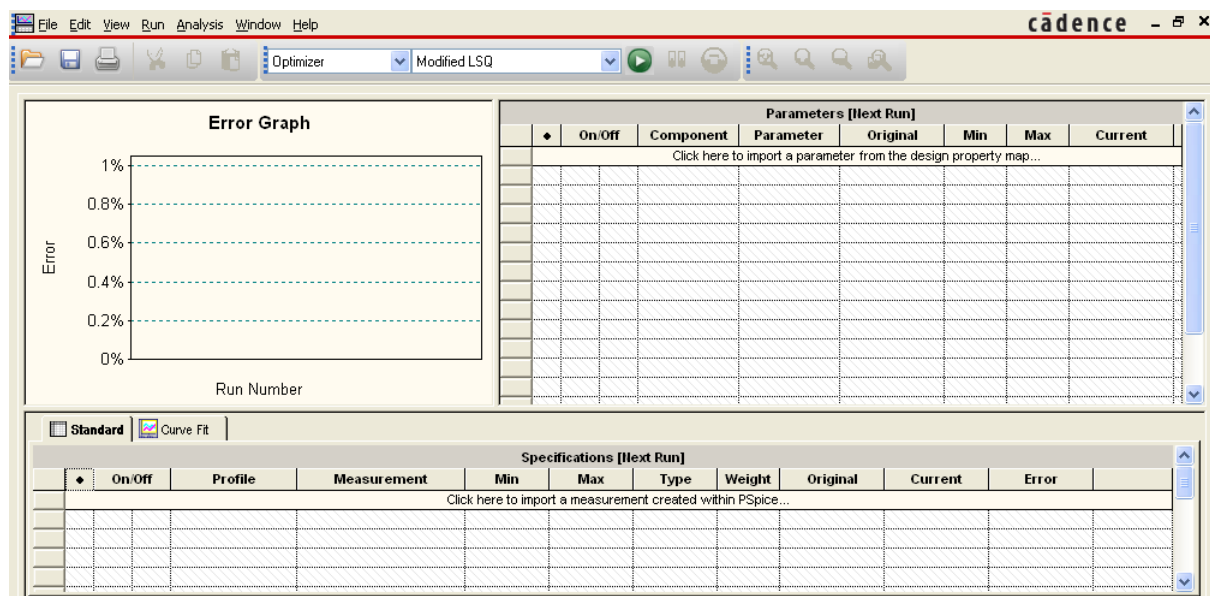 File Edit View Run Analysis Window Help
cādence
Optimizer
Modified LSQ
Error Graph
1%
0.8%
0.6%
0.4%
0.2%
0%
Error
Run Number
Parameters [Next Run]
On/Off Component Parameter Original Min Max Current
Click here to import a parameter from the design property map...
Standard
Curve Fit
Specifications [Next Run]
On/Off Profile Measurement Min Max Type Weight Original Current Error
Click here to import a measurement created within PSpice...